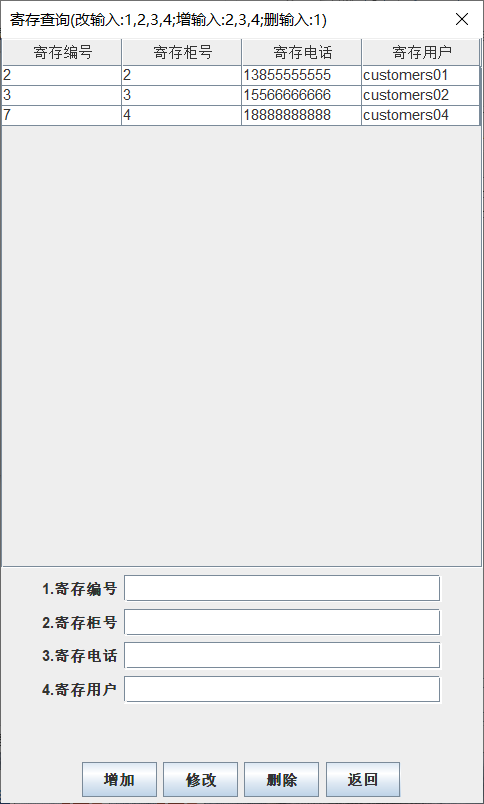 寄存查询(改输入:1,2,3,4;增输入:2,3,4;删输入:1)
寄存编号 寄存柜号 寄存电话 寄存用户
2 2 13855555555 customers01
3 3 15566666666 customers02
7 4 18888888888 customers04
1.寄存编号
2.寄存柜号
3.寄存电话
4.寄存用户
增加 修改 删除 返回